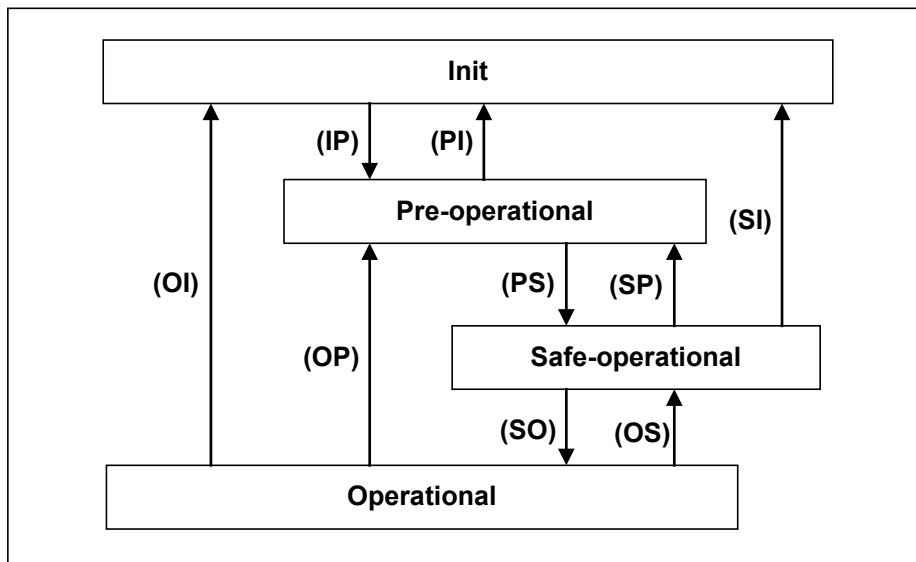 Init
(IP)
(PI)
Pre-operational
(SI)
(OI)
(PS)
(SP)
(OP)
Safe-operational
(SO)
(OS)
Operational